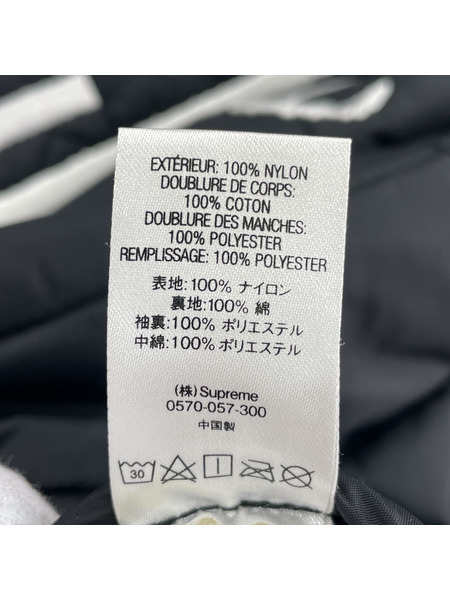 EXTÉRIEUR: 100% NYLON
DOUBLURE DE CORPS:
100% COTON
DOUBLURE DES MANCHES:
100% POLYESTER
REMPLISSAGE: 100% POLYESTER
表地:100% ナイロン
裏地:100% 綿
袖裏:100% ポリエステル
中綿:100% ポリエステル
(株) Supreme
0570-057-300
中国製
30